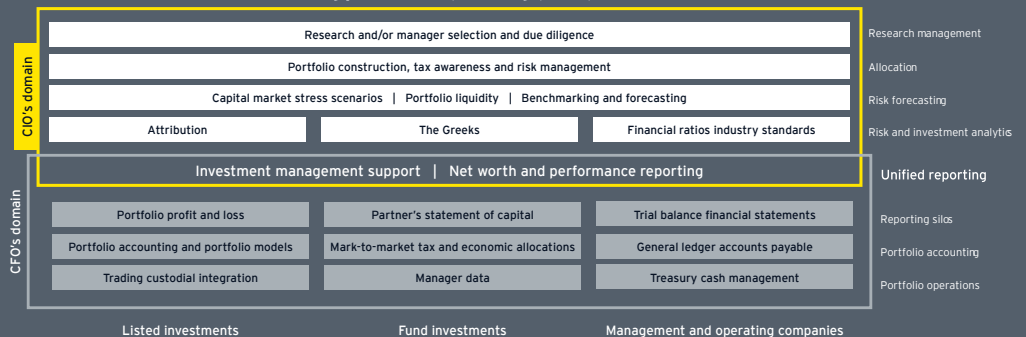 Research and/or manager selection and due diligence
Research management
Portfolio construction, tax awareness and risk management
Allocation
Capital market stress scenarios | Portfolio liquidity | Benchmarking and forecasting
Risk forecasting
Attribution
The Greeks
Financial ratios industry standards
Risk and investment analytics
CIO's domain
Investment management support | Net worth and performance reporting
Unified reporting
CFO's domain
Portfolio profit and loss
Partner's statement of capital
Trial balance financial statements
Reporting silos
Portfolio accounting and portfolio models
Mark-to-market tax and economic allocations
General ledger accounts payable
Portfolio accounting
Trading custodial integration
Manager data
Treasury cash management
Portfolio operations
Listed investments
Fund investments
Management and operating companies